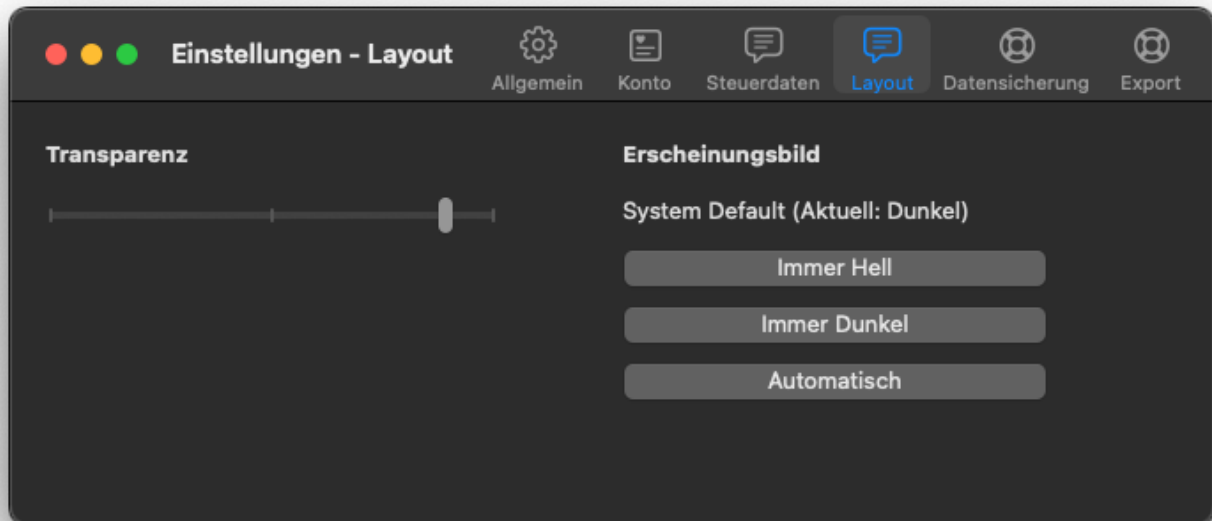 Einstellungen - Layout
Allgemein
Konto
Steuerdaten
Layout
Datensicherung
Export
Transparenz
Erscheinungsbild
System Default (Aktuell: Dunkel)
Immer Hell
Immer Dunkel
Automatisch